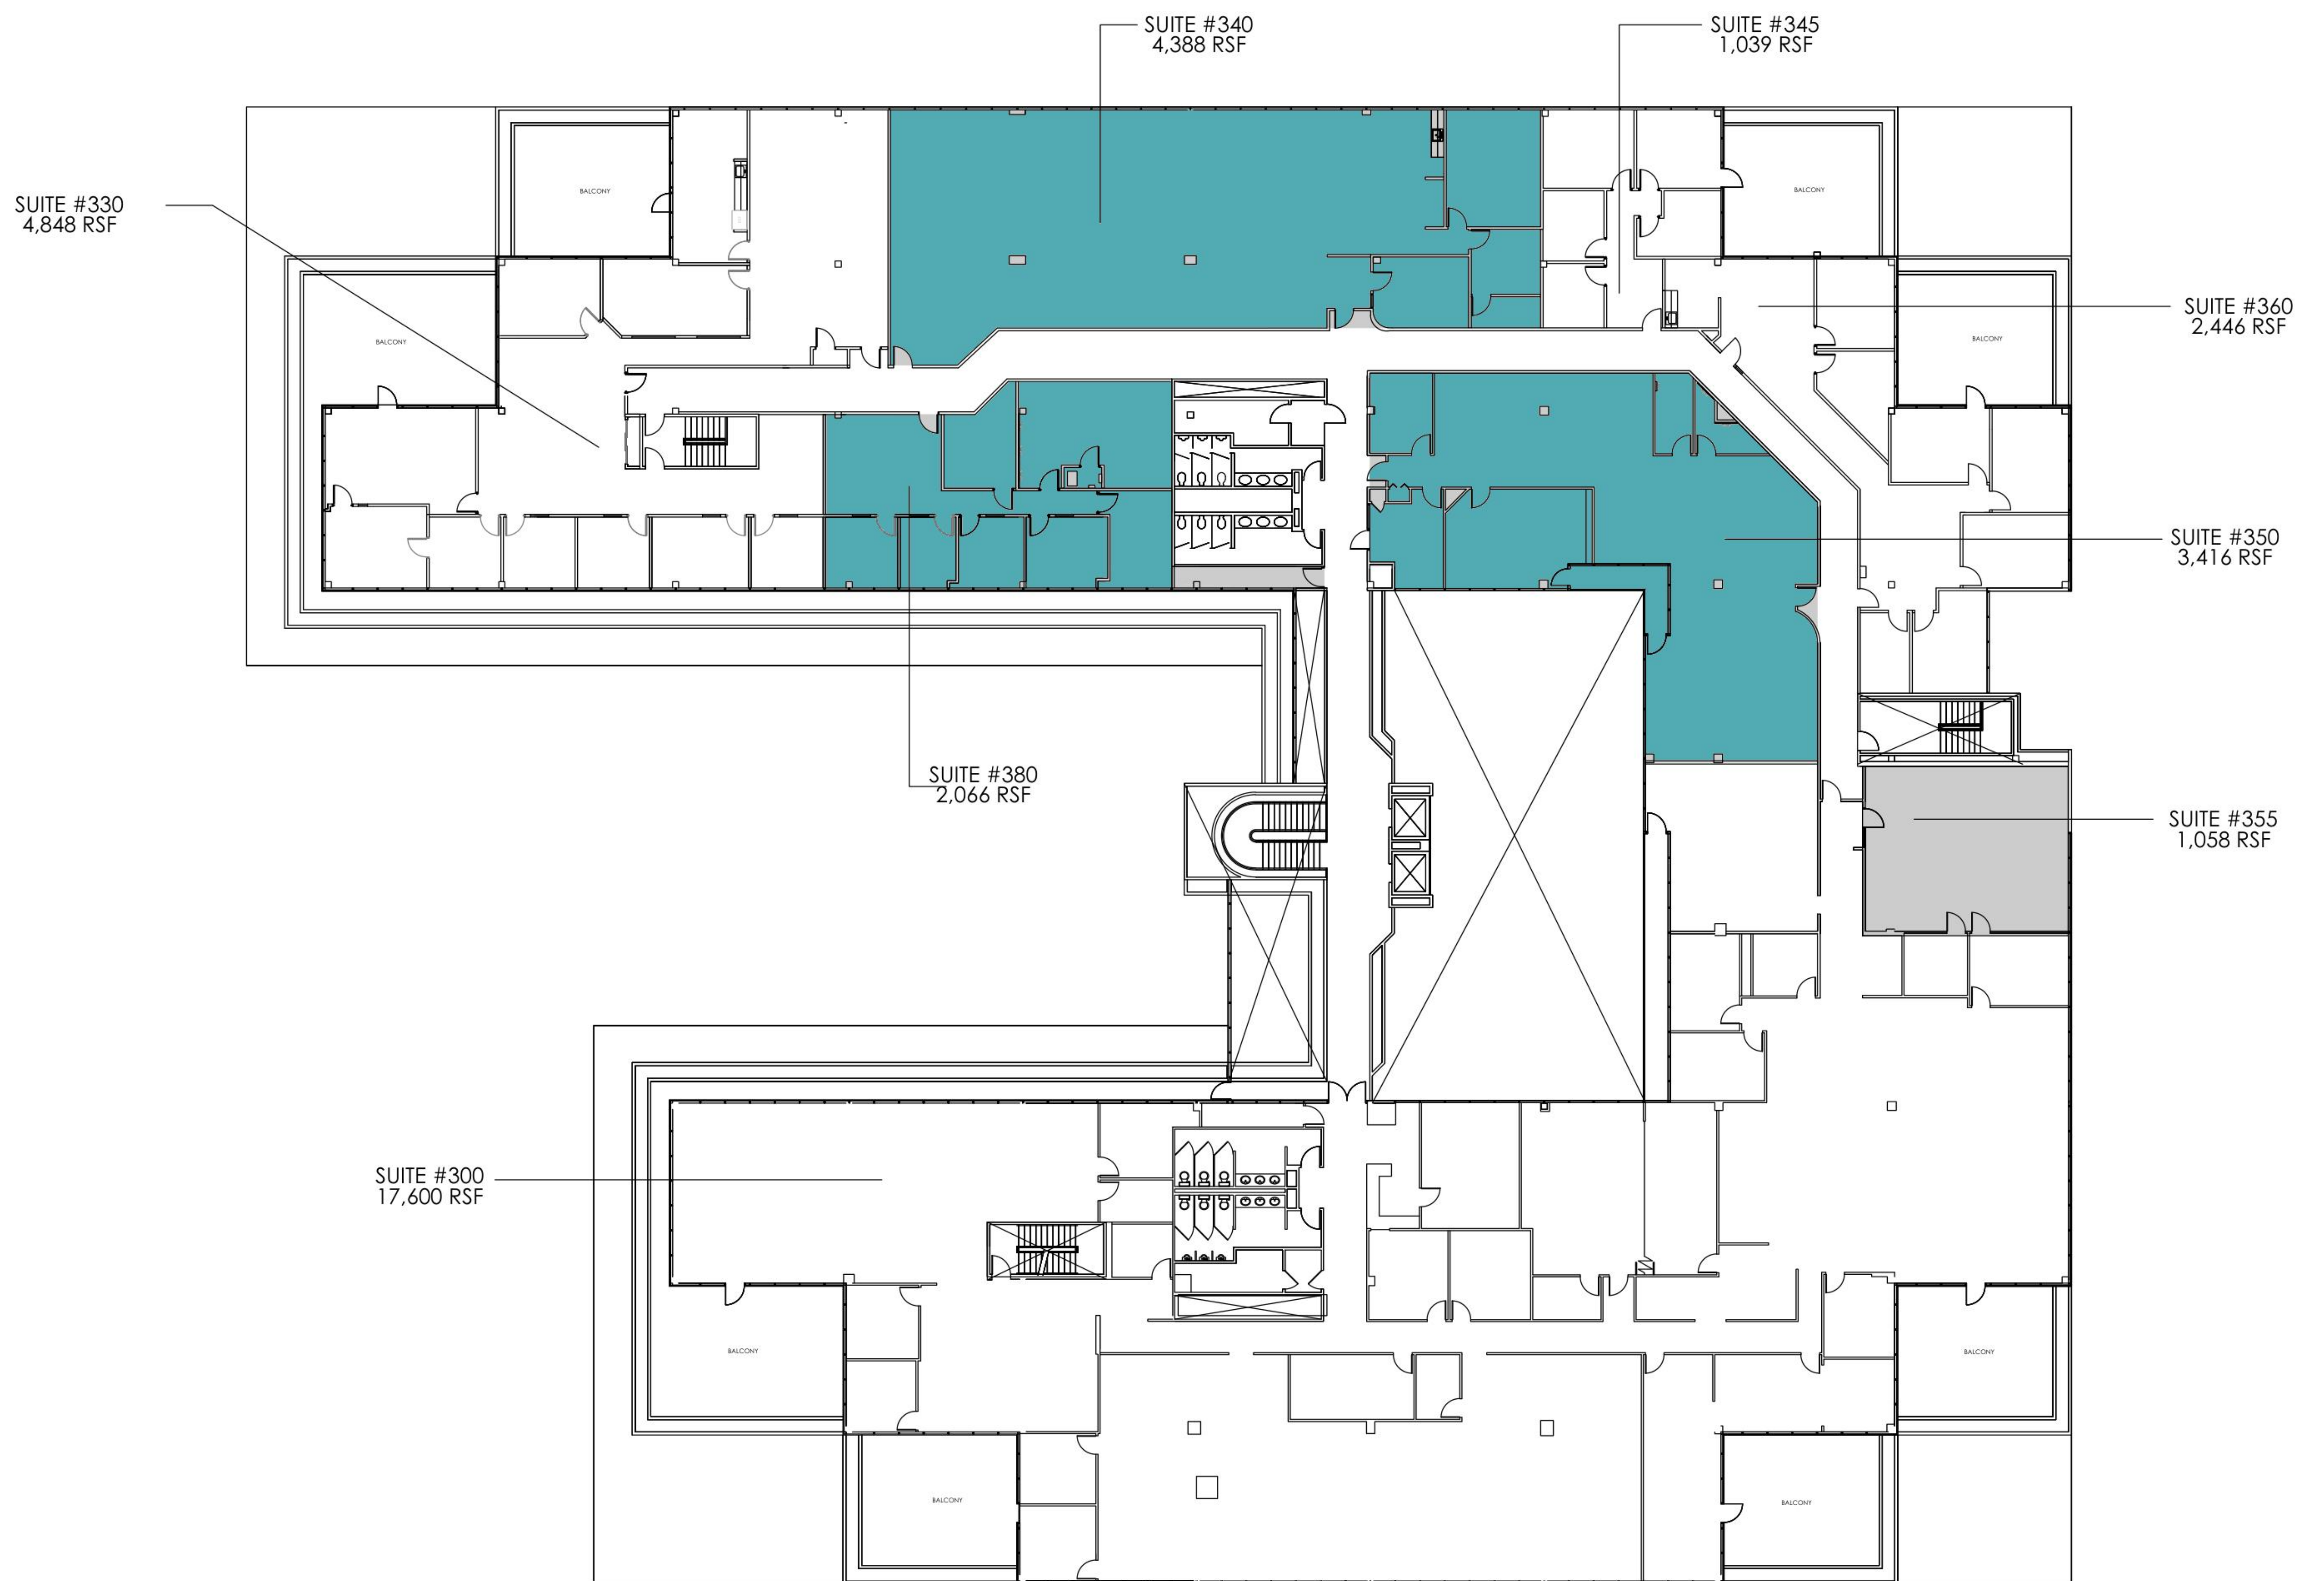 SUITE #340
4,388 RSF
SUITE #345
1,039 RSF
BALCONY
BALCONY
SUITE #330
4,848 RSF
SUITE #360
2,446 RSF
BALCONY
BALCONY
SUITE #350
3,416 RSF
SUITE #380
2,066 RSF
SUITE #355
1,058 RSF
SUITE #300
17,600 RSF
BALCONY
BALCONY
BALCONY
BALCONY